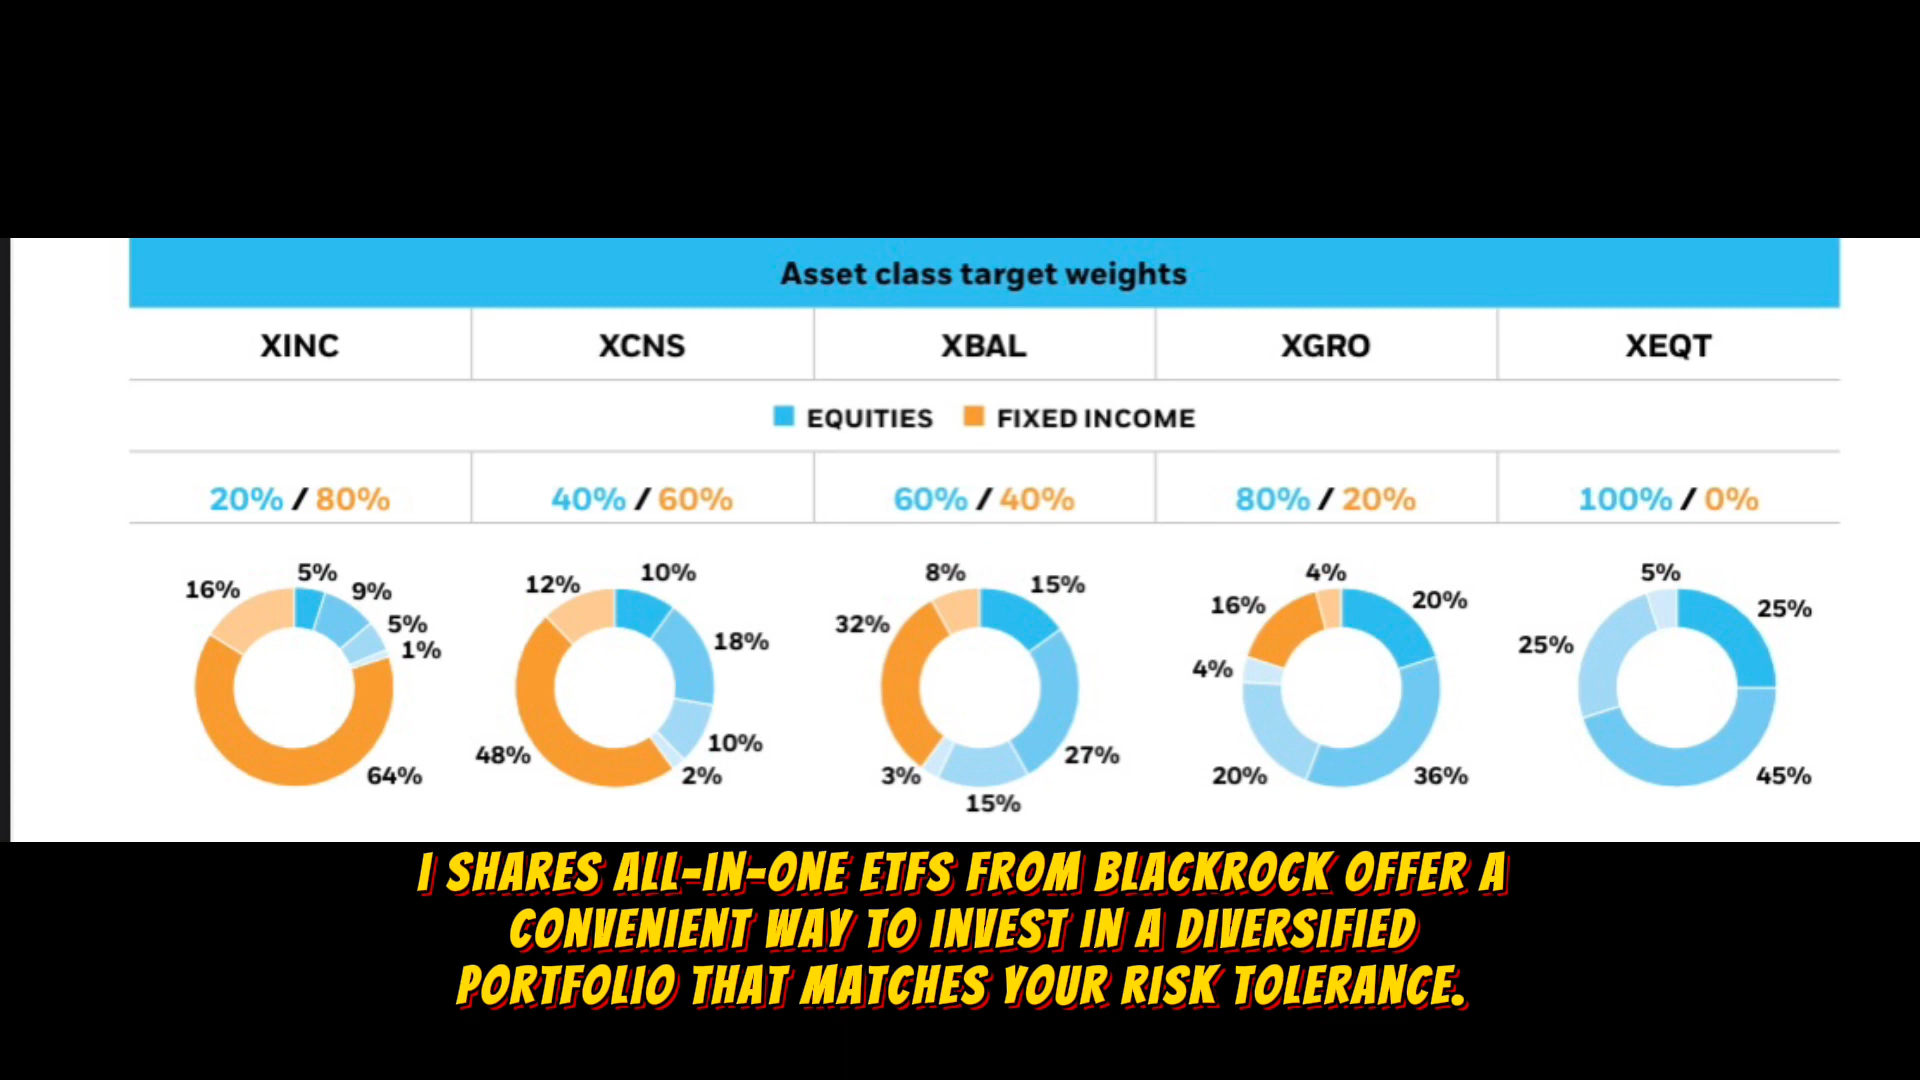 Asset class target weights
XINC XCNS XBAL XGRO XEQT
EQUITIES FIXED INCOME
20% / 80% 40% / 60% 60% / 40% 80% / 20% 100% / 0%
16% 5% 9% 5% 1% 64%
12% 10% 18% 10% 2% 48%
8% 15% 32% 27% 3% 15%
4% 20% 16% 4% 20% 36%
5% 25% 25% 45%
I SHARES ALL-IN-ONE ETFS FROM BLACKROCK OFFER A
CONVENIENT WAY TO INVEST IN A DIVERSIFIED
PORTFOLIO THAT MATCHES YOUR RISK TOLERANCE.